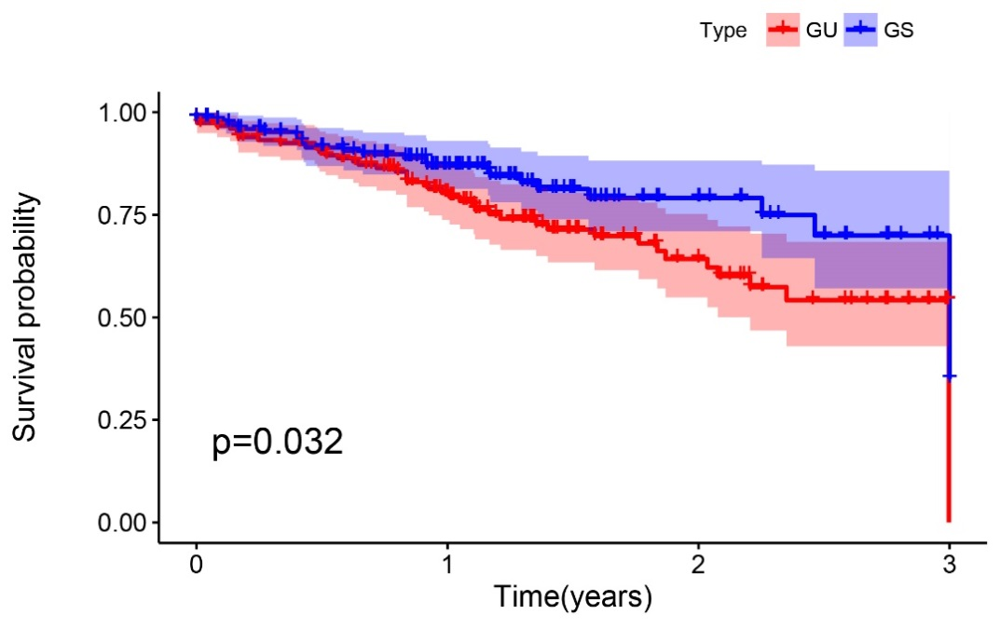 Type GU GS
Survival probability
1.00
0.75
0.50
0.25
0.00
p=0.032
0 1 2 3
Time(years)